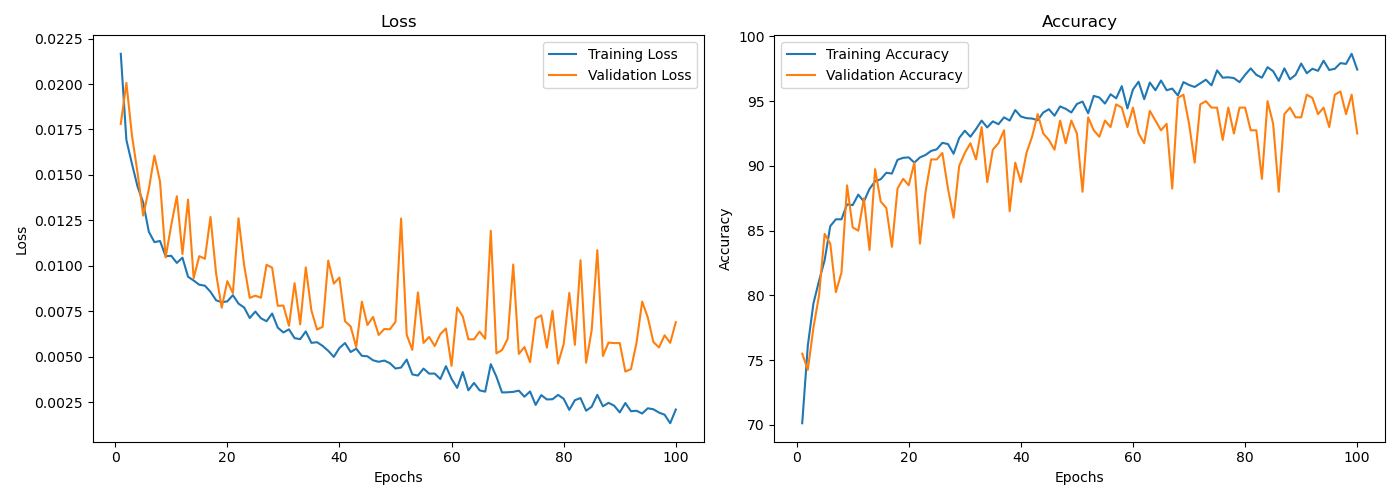 Loss
Training Loss
Validation Loss
0.0225
0.0200
0.0175
0.0150
0.0125
0.0100
0.0075
0.0050
0.0025
Loss
0 20 40 60 80 100
Epochs
Accuracy
Training Accuracy
Validation Accuracy
100
95
90
85
80
75
70
Accuracy
0 20 40 60 80 100
Epochs